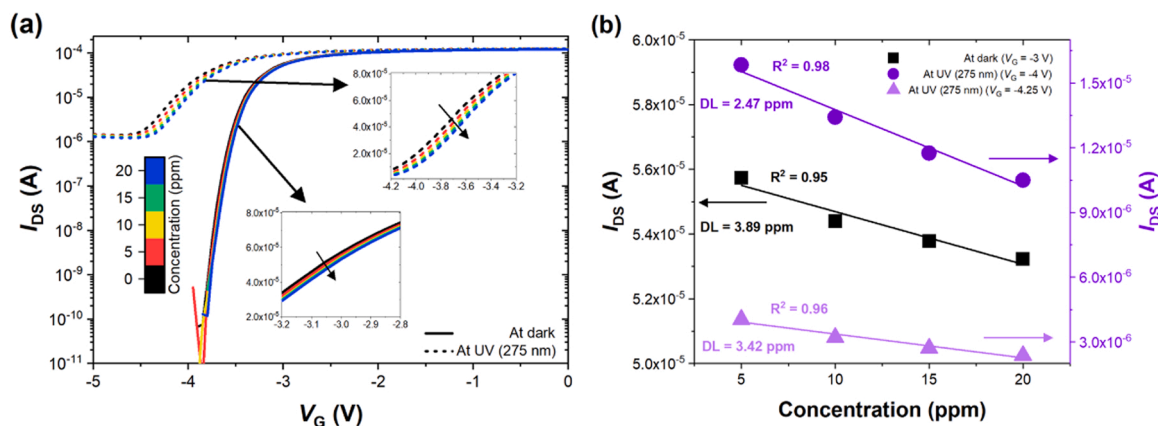 (a)
10⁻⁴
10⁻⁵
10⁻⁶
10⁻⁷
10⁻⁸
10⁻⁹
10⁻¹⁰
10⁻¹¹
I_DS (A)
-5
-4
-3
-2
-1
0
V_G (V)
20
15
10
5
0
Concentration (ppm)
8.0x10⁻⁵
6.0x10⁻⁵
4.0x10⁻⁵
2.0x10⁻⁵
-4.2
-4.0
-3.8
-3.6
-3.4
-3.2
8.0x10⁻⁵
6.0x10⁻⁵
4.0x10⁻⁵
2.0x10⁻⁵
-3.2
-3.1
-3.0
-2.9
-2.8
At dark
At UV (275 nm)
(b)
6.0x10⁻⁵
5.8x10⁻⁵
5.6x10⁻⁵
5.4x10⁻⁵
5.2x10⁻⁵
5.0x10⁻⁵
I_DS (A)
At dark (V_G = -3 V)
At UV (275 nm) (V_G = -4 V)
At UV (275 nm) (V_G = -4.25 V)
R² = 0.98
DL = 2.47 ppm
R² = 0.95
DL = 3.89 ppm
R² = 0.96
DL = 3.42 ppm
5
10
15
20
Concentration (ppm)
1.5x10⁻⁵
1.2x10⁻⁵
9.0x10⁻⁶
6.0x10⁻⁶
3.0x10⁻⁶
I_DS (A)